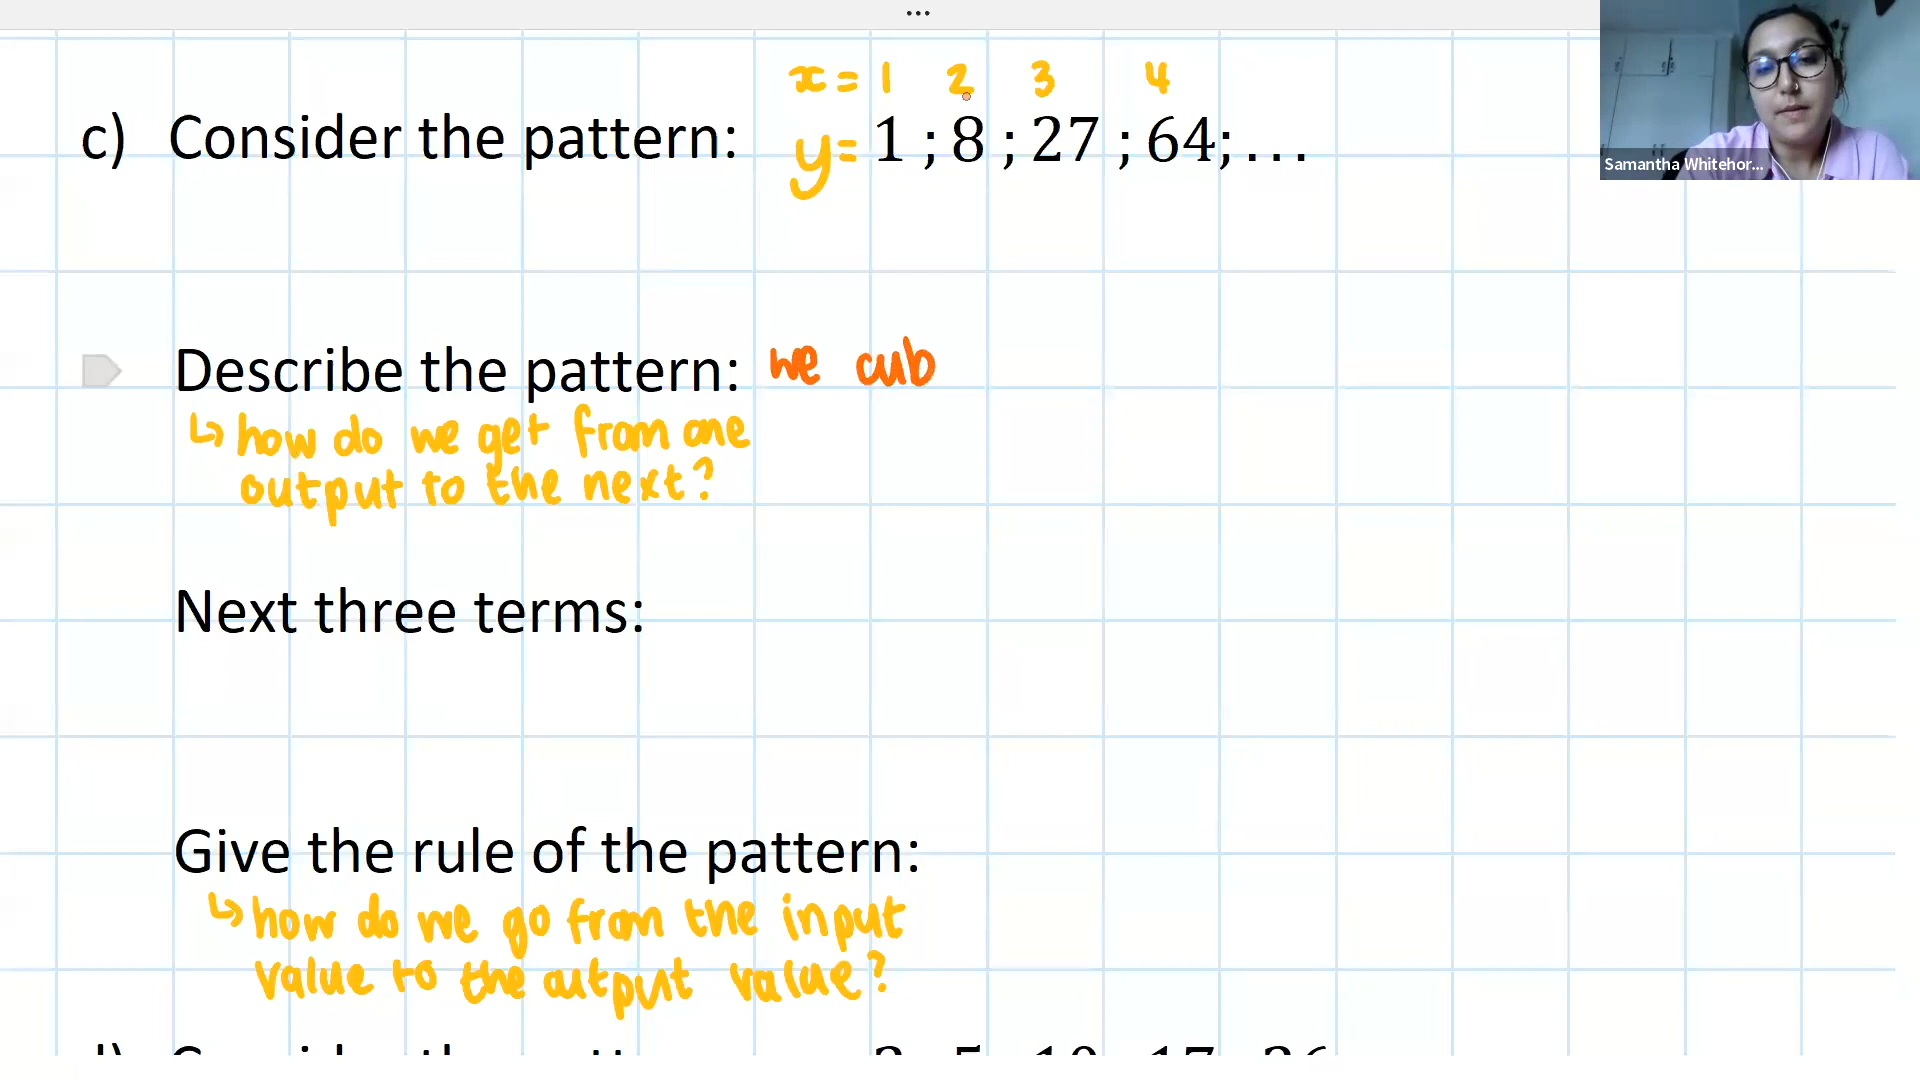 ...
x = 1 2 3 4
c) Consider the pattern: y= 1 ; 8 ; 27 ; 64; ...
Samantha Whitehor...
Describe the pattern: we cub
↳ how do we get from one
output to the next?
Next three terms:
Give the rule of the pattern:
↳ how do we go from the input
value to the output value?